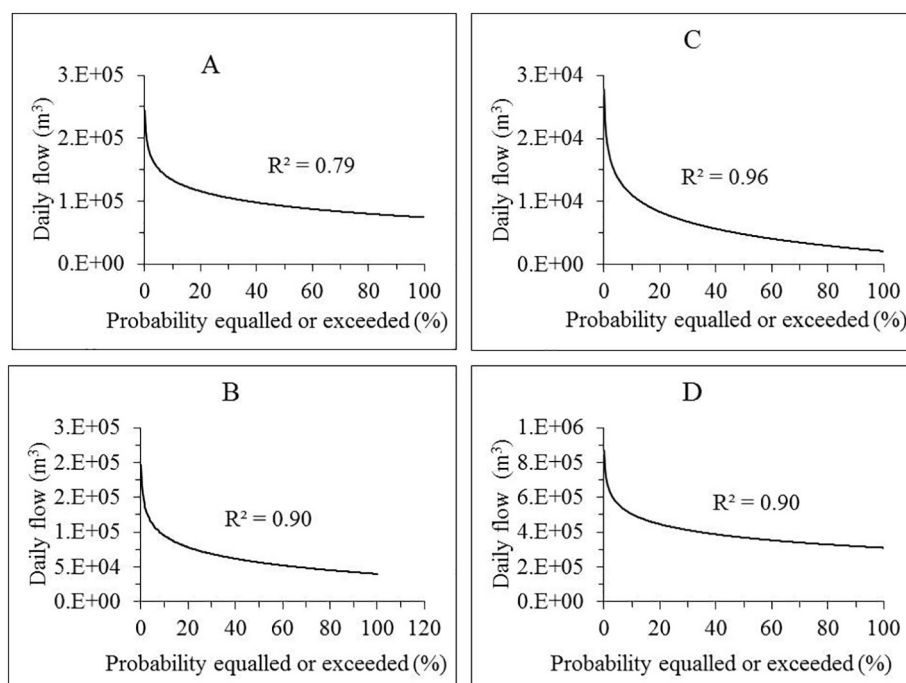 A
Daily flow (m³)
3.E+05
2.E+05
1.E+05
0.E+00
R² = 0.79
0 20 40 60 80 100
Probability equalled or exceeded (%)
C
Daily flow (m³)
3.E+04
2.E+04
1.E+04
0.E+00
R² = 0.96
0 20 40 60 80 100
Probability equalled or exceeded (%)
B
Daily flow (m³)
3.E+05
2.E+05
2.E+05
1.E+05
5.E+04
0.E+00
R² = 0.90
0 20 40 60 80 100 120
Probability equalled or exceeded (%)
D
Daily flow (m³)
1.E+06
8.E+05
6.E+05
4.E+05
2.E+05
0.E+00
R² = 0.90
0 20 40 60 80 100
Probability equalled or exceeded (%)